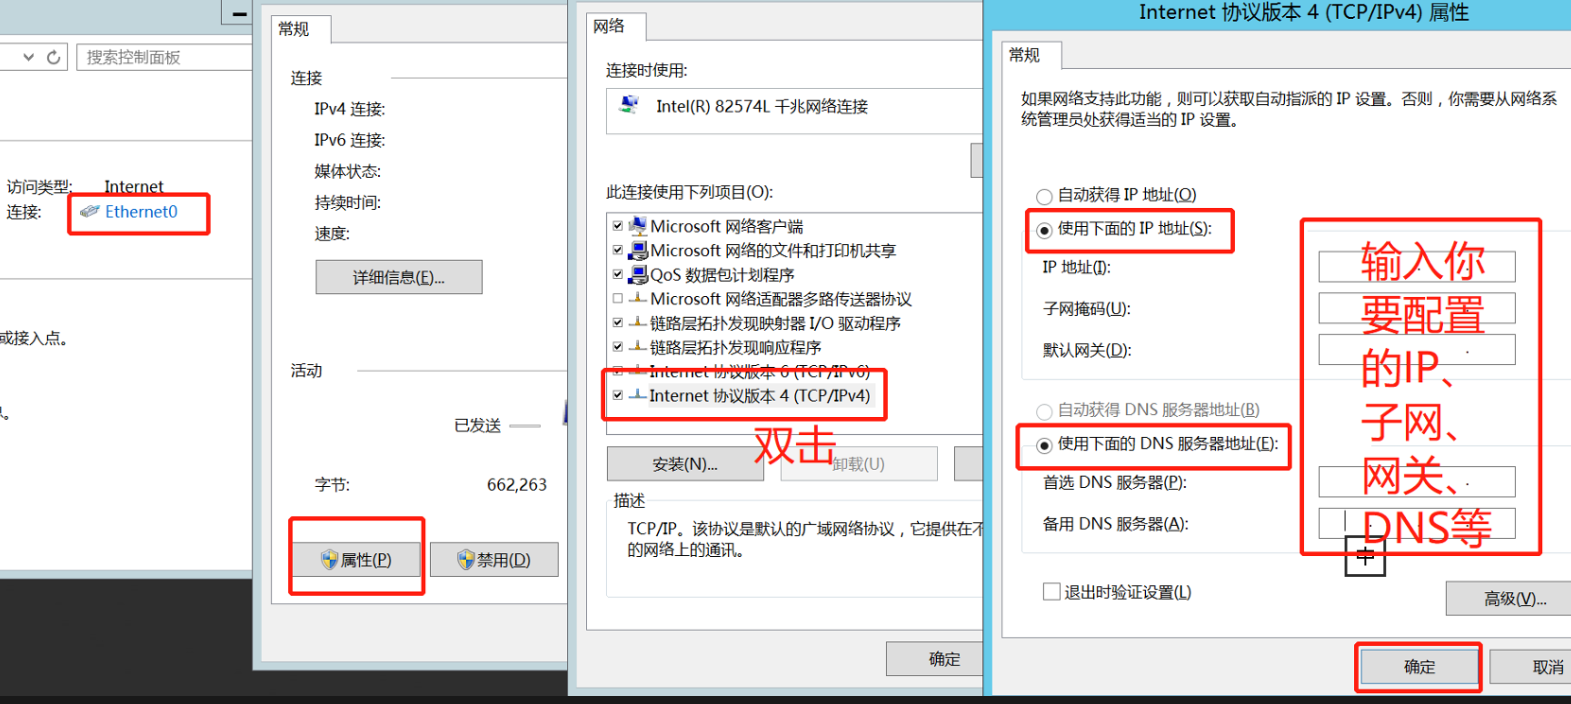 搜索控制面板
访问类型: Internet
连接: Ethernet0
或接入点。
常规
连接
IPv4 连接:
IPv6 连接:
媒体状态:
持续时间:
速度:
详细信息(E)...
活动
已发送
字节: 662,263
属性(P)
禁用(D)
网络
连接时使用:
Intel(R) 82574L 千兆网络连接
此连接使用下列项目(O):
Microsoft 网络客户端
Microsoft 网络的文件和打印机共享
QoS 数据包计划程序
Microsoft 网络适配器多路传送器协议
链路层拓扑发现映射器 I/O 驱动程序
链路层拓扑发现响应程序
Internet 协议版本 6 (TCP/IPv6)
Internet 协议版本 4 (TCP/IPv4)
双击
安装(N)...
卸载(U)
描述
TCP/IP。该协议是默认的广域网络协议，它提供在不
的网络上的通讯。
确定
Internet 协议版本 4 (TCP/IPv4) 属性
常规
如果网络支持此功能，则可以获取自动指派的 IP 设置。否则，你需要从网络系
统管理员处获得适当的 IP 设置。
自动获得 IP 地址(O)
使用下面的 IP 地址(S):
IP 地址(I):
子网掩码(U):
默认网关(D):
自动获得 DNS 服务器地址(B)
使用下面的 DNS 服务器地址(E):
首选 DNS 服务器(P):
备用 DNS 服务器(A):
输入你
要配置
的IP、
子网、
网关、
DNS等
中
退出时验证设置(L)
高级(V)...
确定
取消